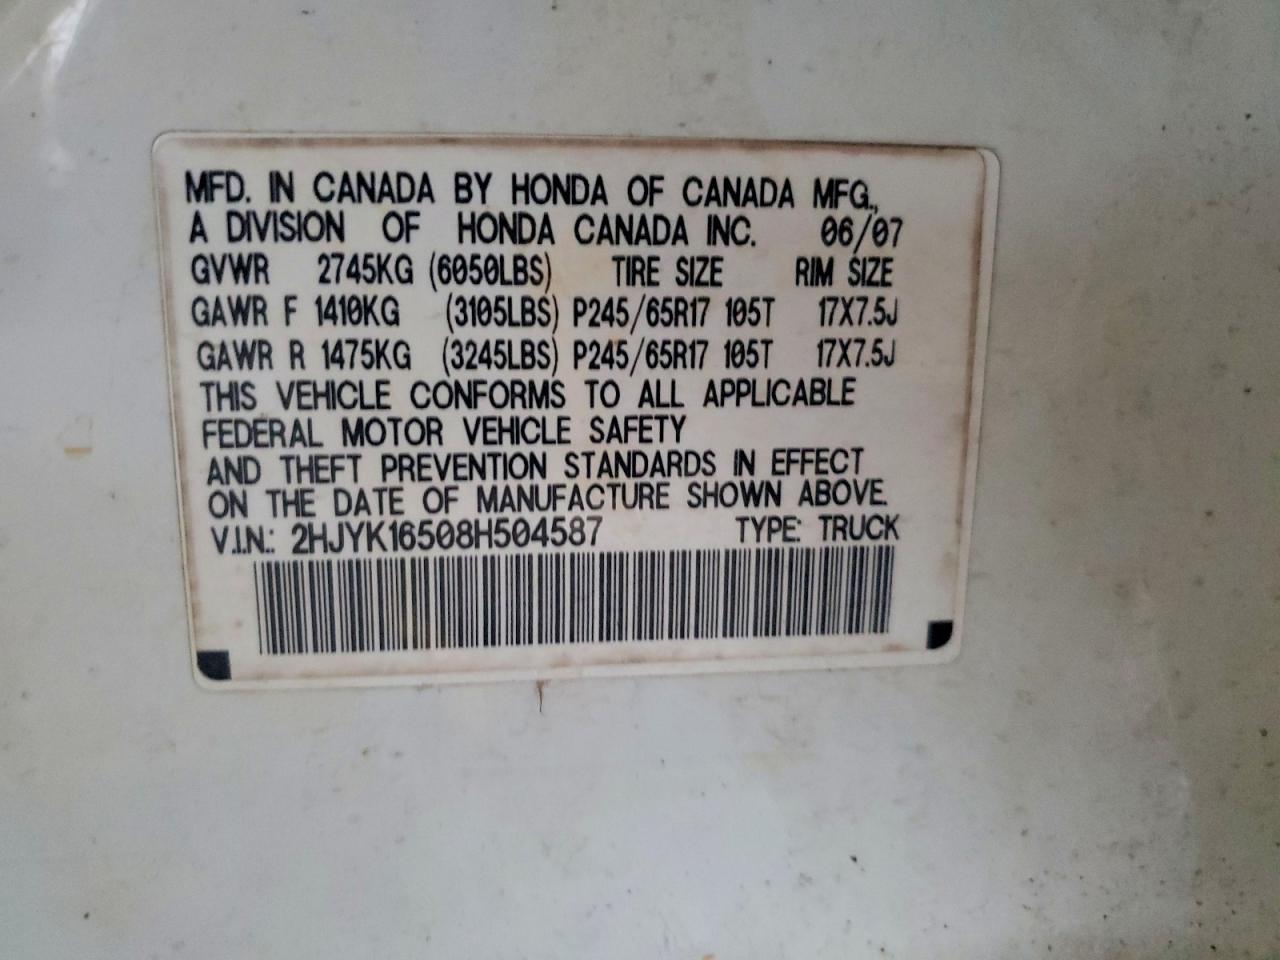 MFD. IN CANADA BY HONDA OF CANADA MFG.,
A DIVISION OF HONDA CANADA INC. 06/07
GVWR 2745KG (6050LBS) TIRE SIZE RIM SIZE
GAWR F 1410KG (3105LBS) P245/65R17 105T 17X7.5J
GAWR R 1475KG (3245LBS) P245/65R17 105T 17X7.5J
THIS VEHICLE CONFORMS TO ALL APPLICABLE
FEDERAL MOTOR VEHICLE SAFETY
AND THEFT PREVENTION STANDARDS IN EFFECT
ON THE DATE OF MANUFACTURE SHOWN ABOVE.
V.I.N.: 2HJYK16508H504587 TYPE: TRUCK